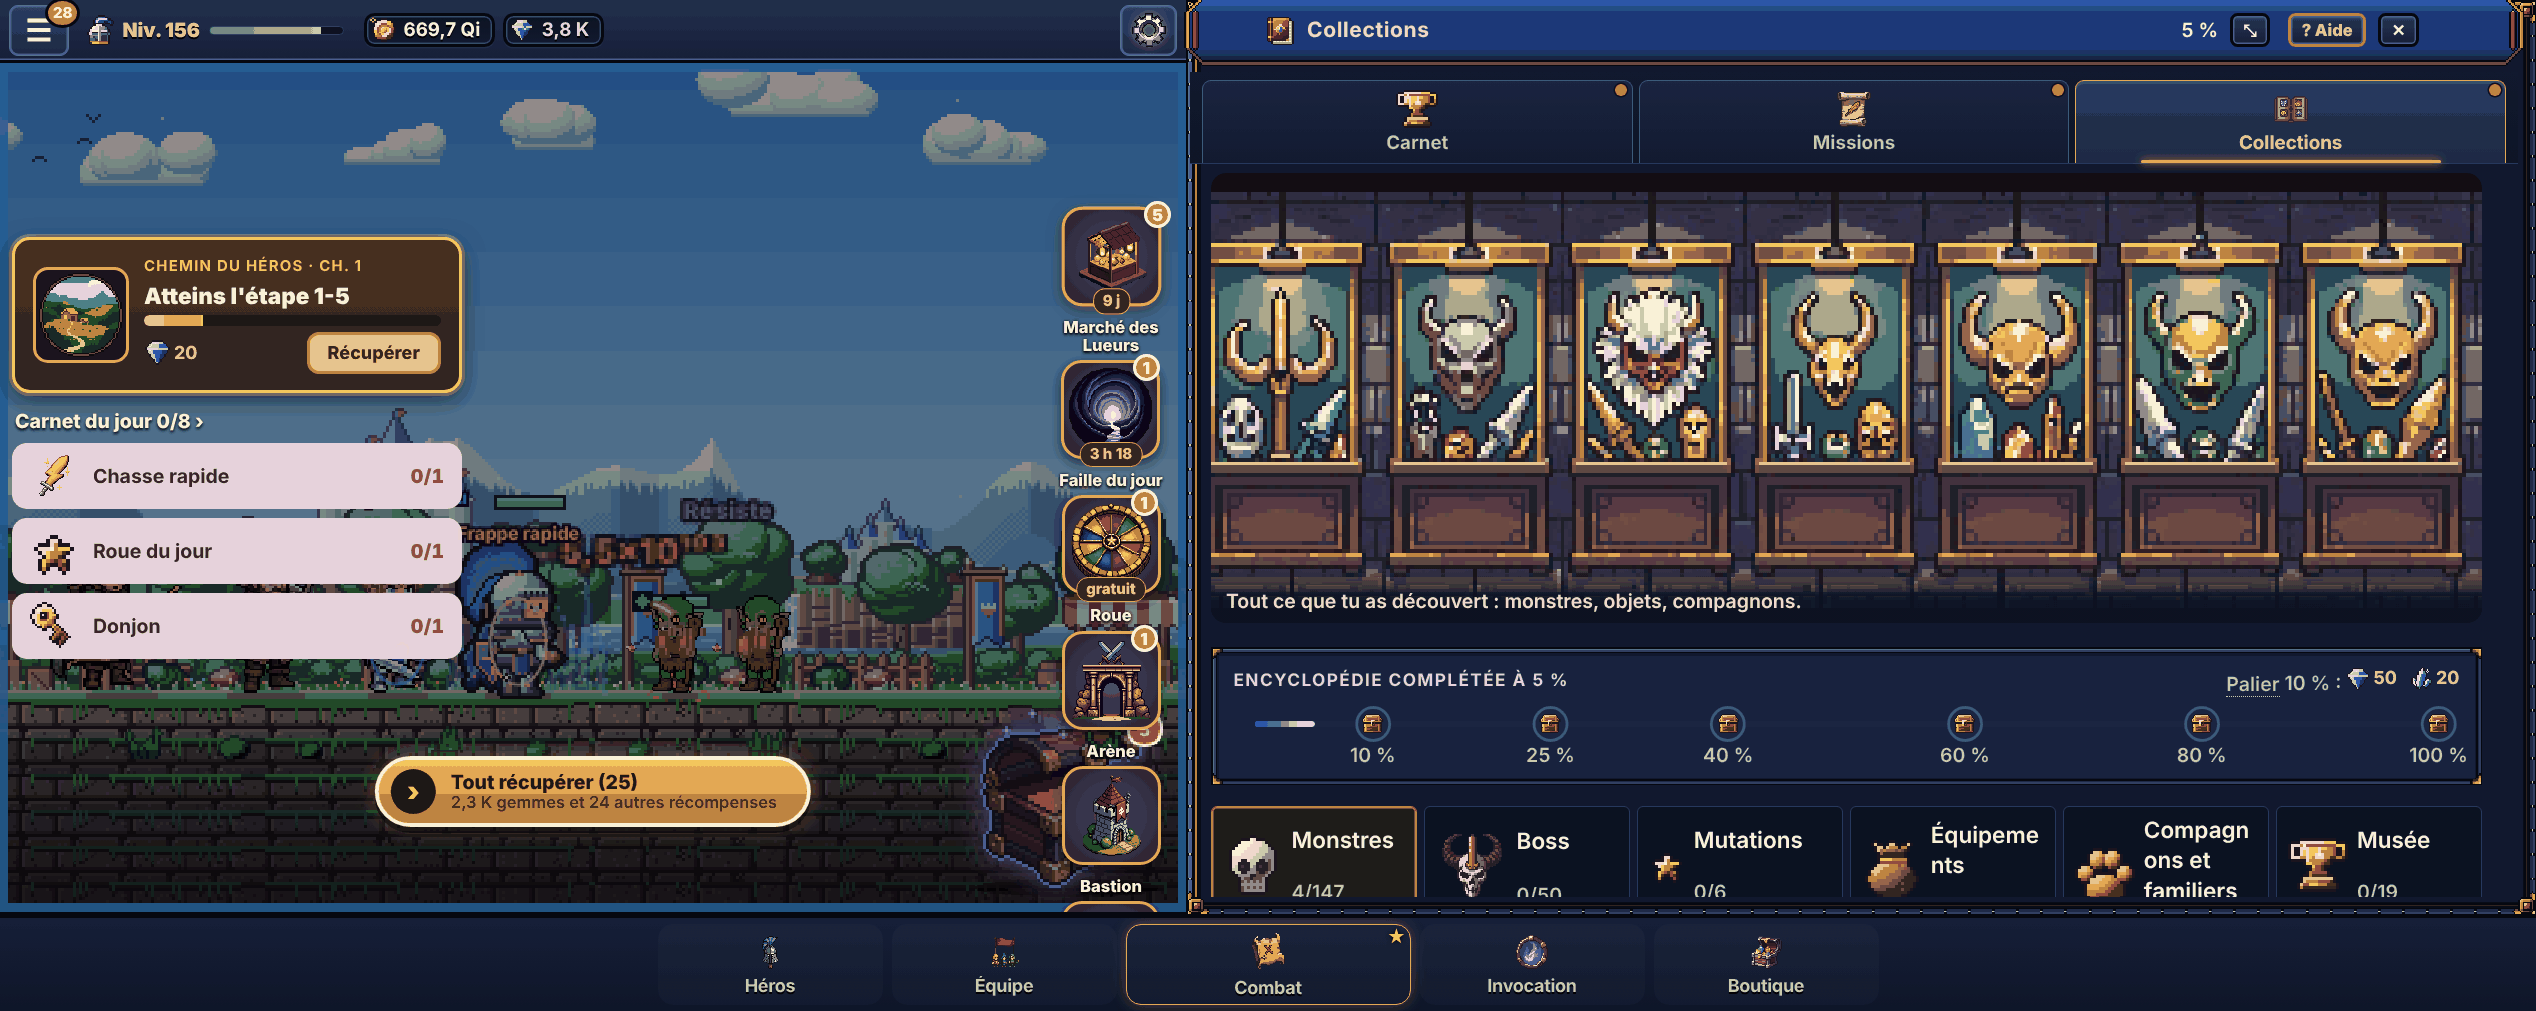 28
Niv. 156
669,7 Qi
3,8 K
Collections
5 %
? Aide
Carnet
Missions
Collections
CHEMIN DU HÉROS · CH. 1
Atteins l'étape 1-5
20
Récupérer
Carnet du jour 0/8 ›
Chasse rapide 0/1
Roue du jour 0/1
Donjon 0/1
Frappe rapide
Résiste
5
9 j
Marché des
Lueurs
1
3 h 18
Faille du jour
1
gratuit
Roue
1
Arène
Bastion
Tout récupérer (25)
2,3 K gemmes et 24 autres récompenses
Tout ce que tu as découvert : monstres, objets, compagnons.
ENCYCLOPÉDIE COMPLÉTÉE À 5 %
Palier 10 % : 50 20
10 %
25 %
40 %
60 %
80 %
100 %
Monstres
4/147
Boss
0/50
Mutations
0/6
Équipeme
nts
Compagn
ons et
familiers
Musée
0/19
Héros
Équipe
Combat
Invocation
Boutique